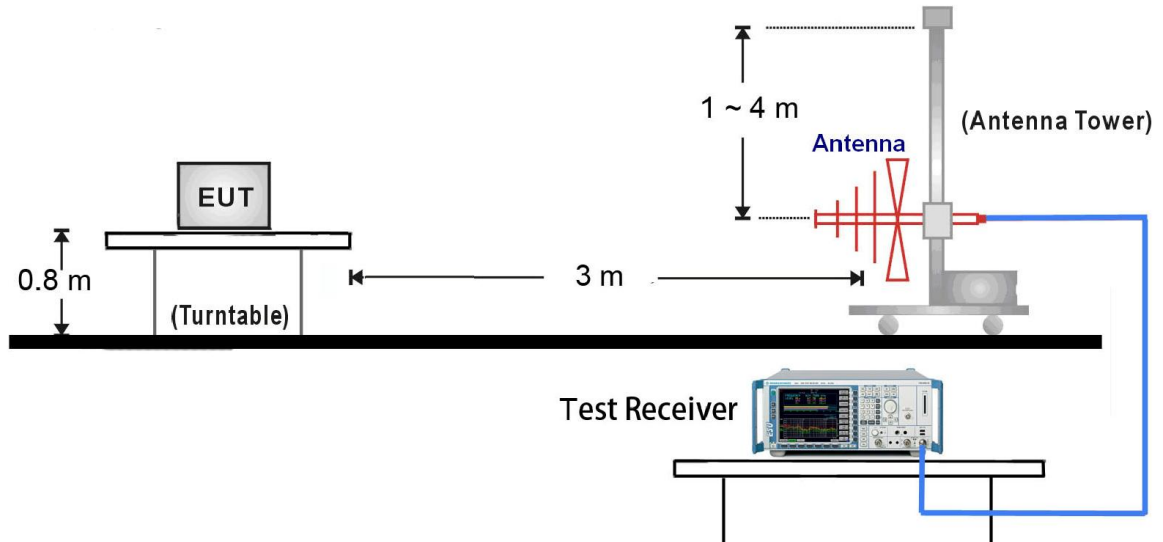 1 ~ 4 m
(Antenna Tower)
Antenna
EUT
0.8 m
3 m
(Turntable)
Test Receiver